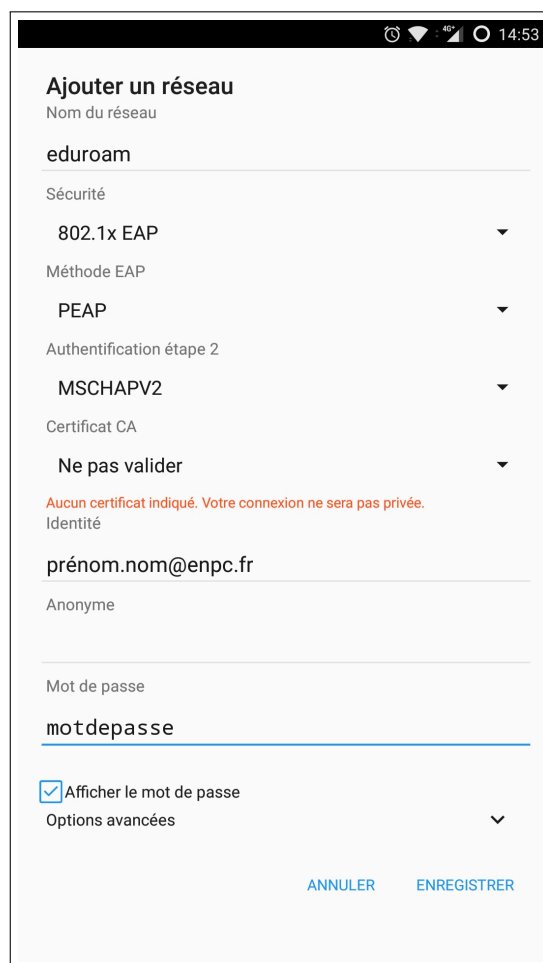 4G+ 14:53
Ajouter un réseau
Nom du réseau
eduroam
Sécurité
802.1x EAP
Méthode EAP
PEAP
Authentification étape 2
MSCHAPV2
Certificat CA
Ne pas valider
Aucun certificat indiqué. Votre connexion ne sera pas privée.
Identité
prénom.nom@enpc.fr
Anonyme
Mot de passe
motdepasse
Afficher le mot de passe
Options avancées
ANNULER ENREGISTRER